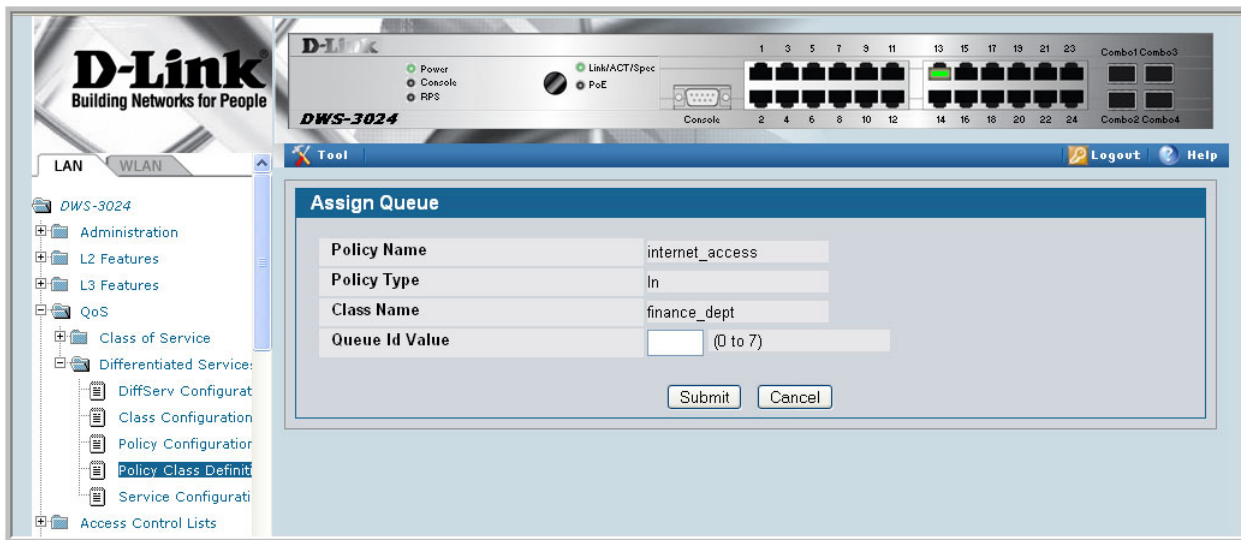 D-Link
Building Networks for People
D-Link
Power
Console
RPS
Link/ACT/Spec
PoE
DWS-3024
Console
1 3 5 7 9 11 13 15 17 19 21 23 Combo1 Combo3
2 4 6 8 10 12 14 16 18 20 22 24 Combo2 Combo4
LAN WLAN
Tool
Logout
Help
DWS-3024
Administration
L2 Features
L3 Features
QoS
Class of Service
Differentiated Services
DiffServ Configurat
Class Configuration
Policy Configuration
Policy Class Definiti
Service Configurati
Access Control Lists
Assign Queue
Policy Name internet_access
Policy Type In
Class Name finance_dept
Queue Id Value (0 to 7)
Submit Cancel